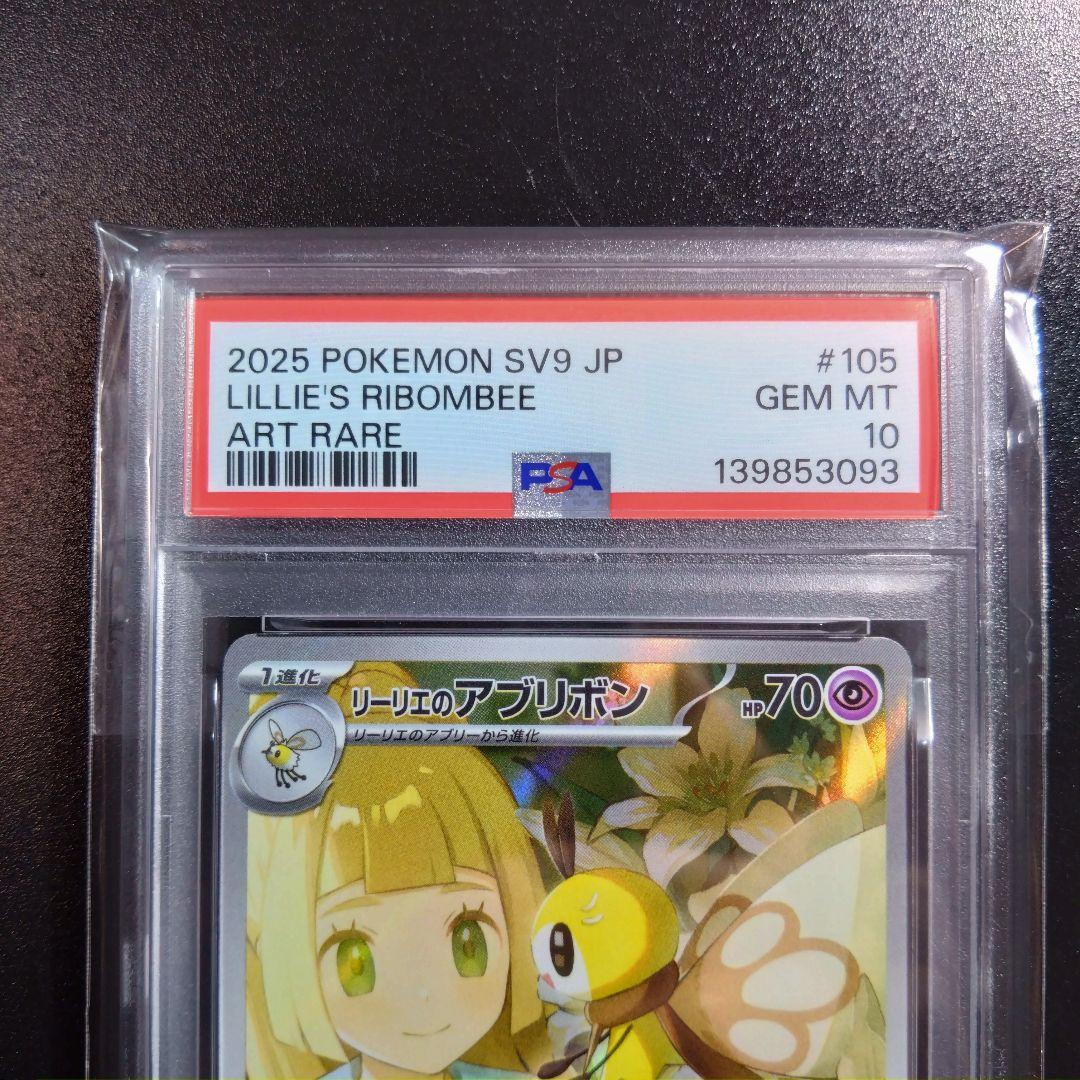 2025 POKEMON SV9 JP #105
LILLIE'S RIBOMBEE GEM MT
ART RARE 10
PSA 139853093
1進化 リーリエのアブリボン HP70
リーリエのアブリーから進化